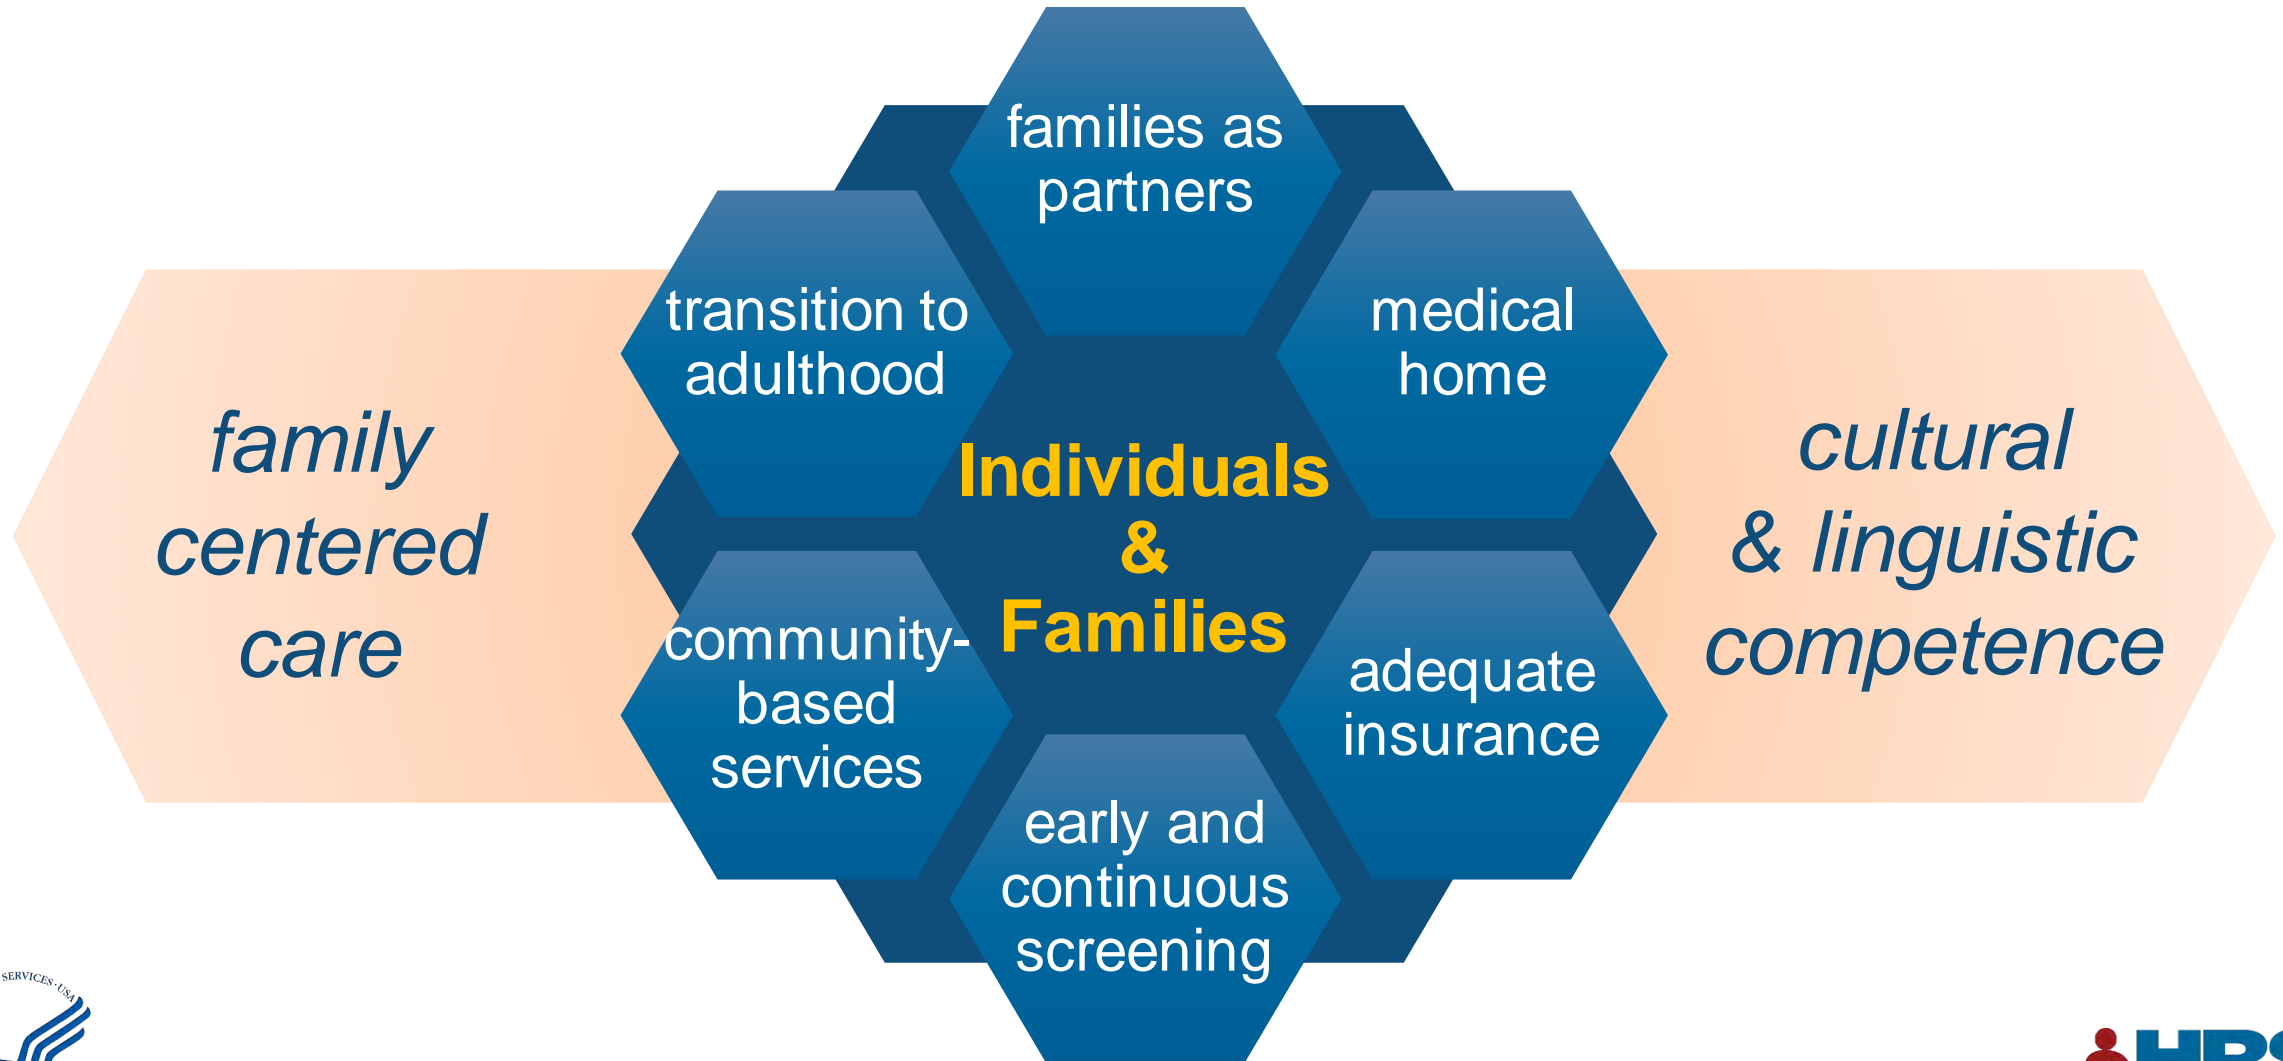 families as
partners
transition to
adulthood
medical
home
family
centered
care
Individuals
&
Families
cultural
& linguistic
competence
community-
based
services
adequate
insurance
early and
continuous
screening
SERVICES · USA